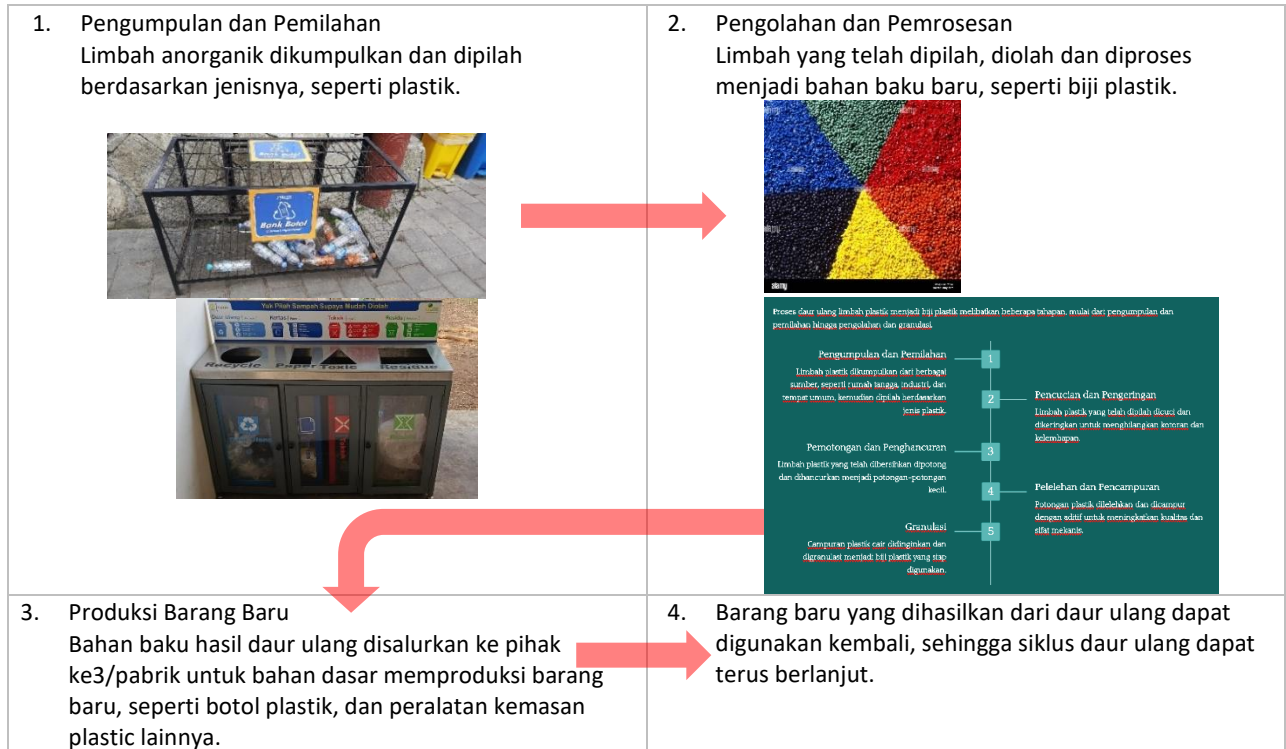 1. Pengumpulan dan Pemilahan
Limbah anorganik dikumpulkan dan dipilah
berdasarkan jenisnya, seperti plastik.
Bank Botol
Yuk Pilah Sampah Supaya Mudah Diolah
Recycle Paper Toxic Residue
2. Pengolahan dan Pemrosesan
Limbah yang telah dipilah, diolah dan diproses
menjadi bahan baku baru, seperti biji plastik.
alamy
Proses daur ulang limbah plastik menjadi biji plastik melibatkan beberapa tahapan, mulai dari pengumpulan dan
pemilahan hingga pengolahan dan granulasi.
Pengumpulan dan Pemilahan
1
Limbah plastik dikumpulkan dari berbagai
sumber, seperti rumah tangga, industri, dan
tempat umum, kemudian dipilah berdasarkan
jenis plastik.
2
Pencucian dan Pengeringan
Limbah plastik yang telah dipilah dicuci dan
dikeringkan untuk menghilangkan kotoran dan
kelembapan.
Pemotongan dan Penghancuran
3
Limbah plastik yang telah dibersihkan dipotong
dan dihancurkan menjadi potongan-potongan
kecil.
4
Pelelehan dan Pencampuran
Potongan plastik dilelehkan dan dicampur
dengan aditif untuk meningkatkan kualitas dan
sifat mekanis.
Granulasi
5
Campuran plastik cair didinginkan dan
digranulasi menjadi biji plastik yang siap
digunakan.
3. Produksi Barang Baru
Bahan baku hasil daur ulang disalurkan ke pihak
ke3/pabrik untuk bahan dasar memproduksi barang
baru, seperti botol plastik, dan peralatan kemasan
plastic lainnya.
4. Barang baru yang dihasilkan dari daur ulang dapat
digunakan kembali, sehingga siklus daur ulang dapat
terus berlanjut.